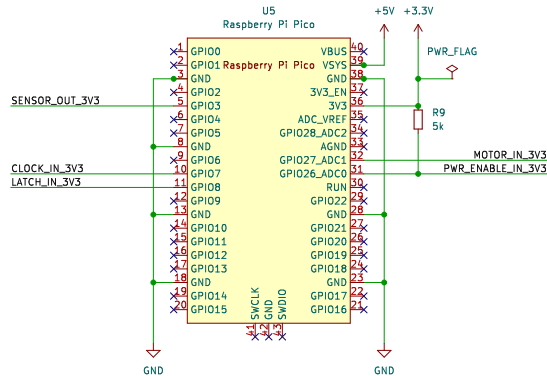 U5
Raspberry Pi Pico
+5V
+3.3V
PWR_FLAG
Raspberry Pi Pico
1 GPIO0
2 GPIO1
3 GND
4 GPIO2
SENSOR_OUT_3V3 5 GPIO3
6 GPIO4
7 GPIO5
8 GND
9 GPIO6
CLOCK_IN_3V3 10 GPIO7
LATCH_IN_3V3 11 GPIO8
12 GPIO9
13 GND
14 GPIO10
15 GPIO11
16 GPIO12
17 GPIO13
18 GND
19 GPIO14
20 GPIO15
VBUS 40
VSYS 39
GND 38
3V3_EN 37
3V3 36
ADC_VREF 35
GPIO28_ADC2 34
AGND 33
GPIO27_ADC1 32 MOTOR_IN_3V3
GPIO26_ADC0 31 PWR_ENABLE_IN_3V3
RUN 30
GPIO22 29
GND 28
GPIO21 27
GPIO20 26
GPIO19 25
GPIO18 24
GND 23
GPIO17 22
GPIO16 21
R9
5k
SWCLK 41
GND 42
SWDIO 43
GND
GND